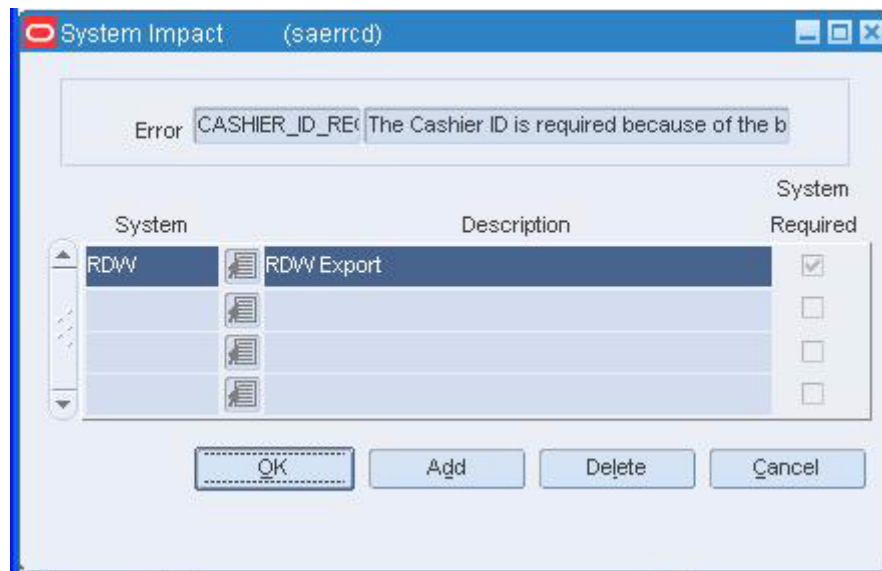 System Impact (saerrcd)
Error CASHIER_ID_RE The Cashier ID is required because of the b
System
System Description Required
RDW RDW Export
OK Add Delete Cancel